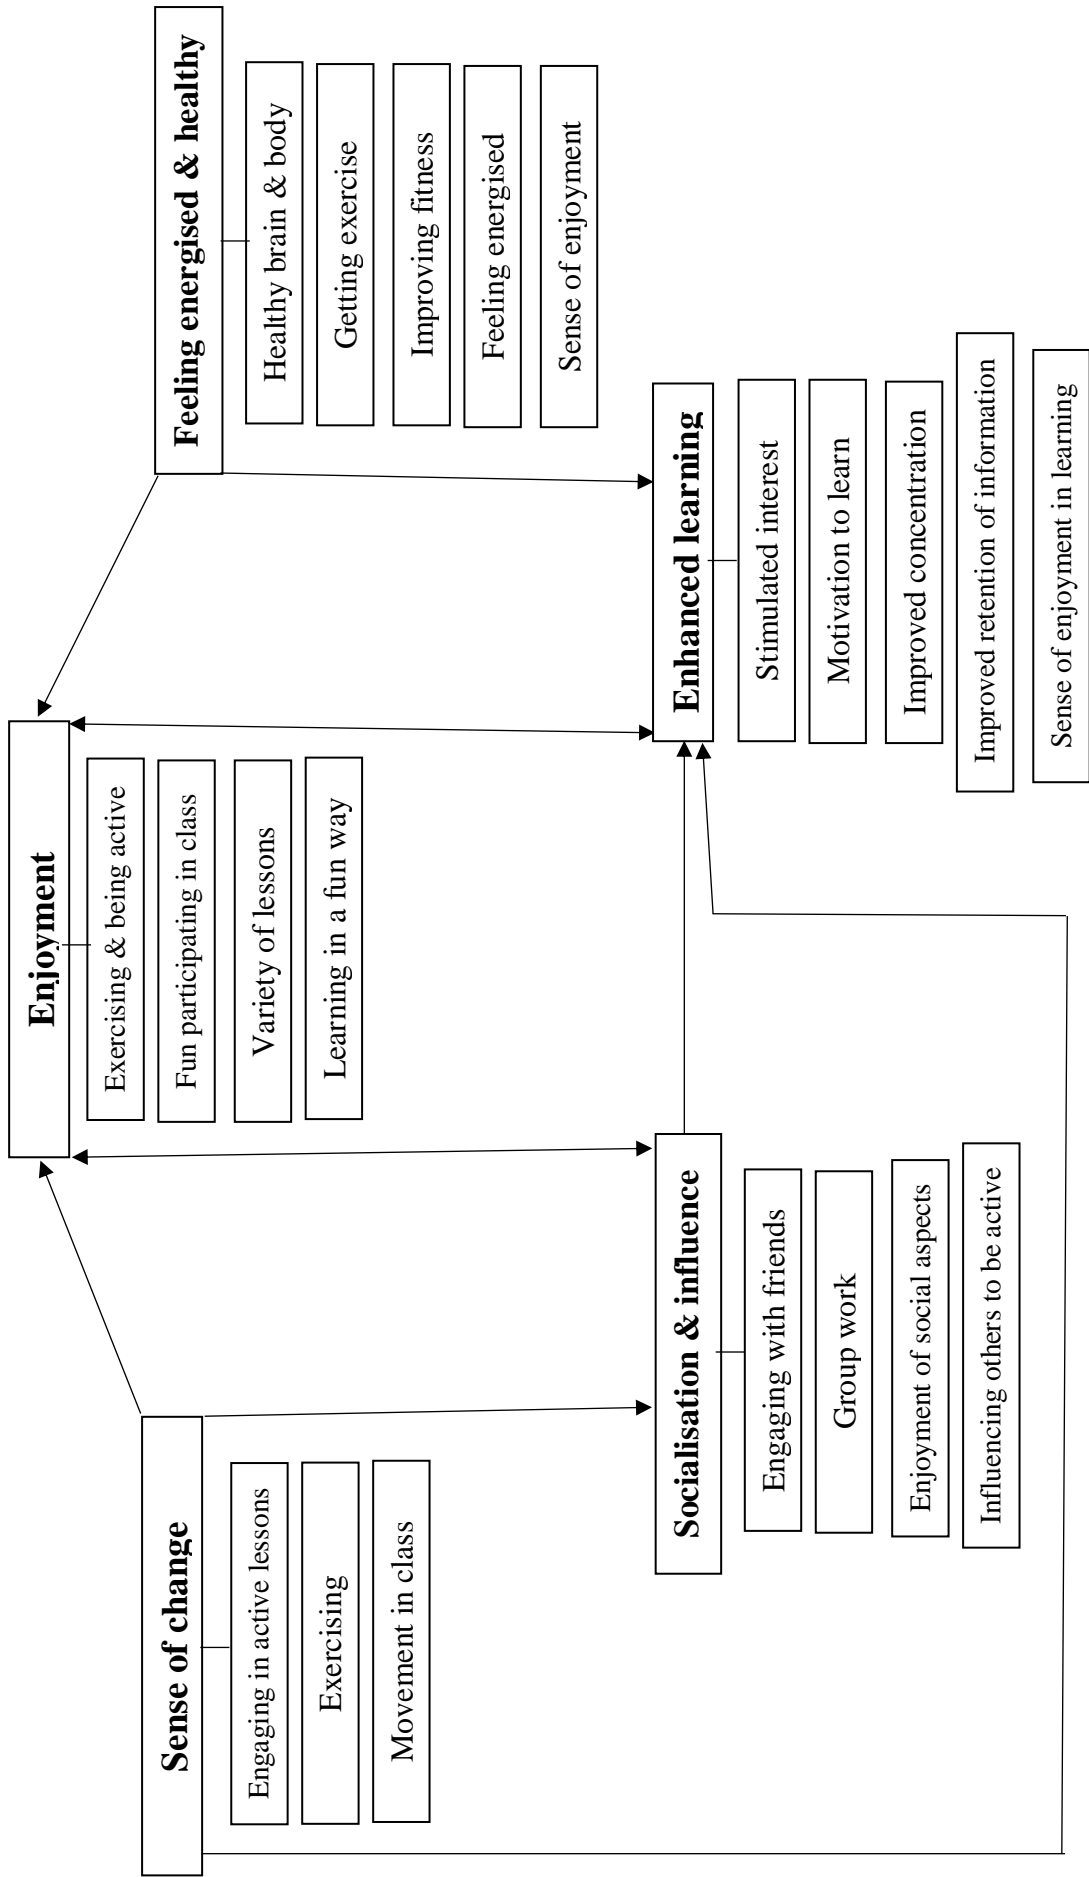 Sense of change
Engaging in active lessons
Exercising
Movement in class
Enjoyment
Exercising & being active
Fun participating in class
Variety of lessons
Learning in a fun way
Feeling energised & healthy
Healthy brain & body
Getting exercise
Improving fitness
Feeling energised
Sense of enjoyment
Socialisation & influence
Engaging with friends
Group work
Enjoyment of social aspects
Influencing others to be active
Enhanced learning
Stimulated interest
Motivation to learn
Improved concentration
Improved retention of information
Sense of enjoyment in learning